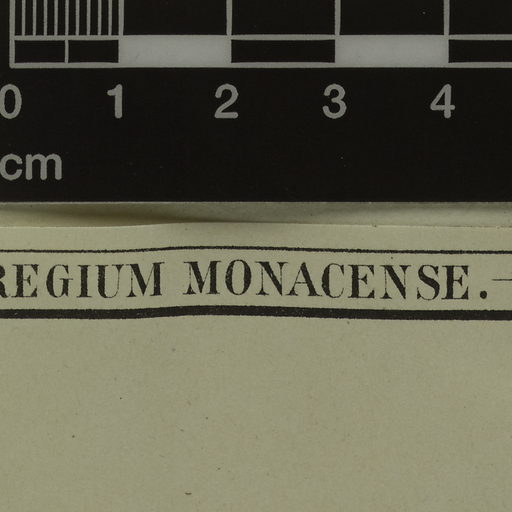 0 1 2 3 4
cm
REGIUM MONACENSE.—